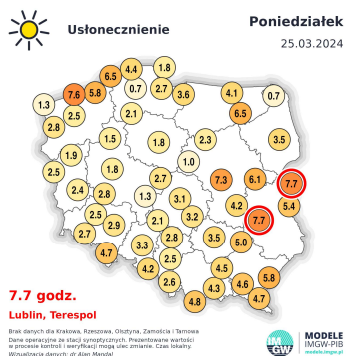 Usłonecznienie
Poniedziałek
25.03.2024
6.5 4.4 1.8
7.6 5.8 0.7 2.7 3.6 4.1 0.7
1.3 2.5 2.1 6.5
2.8
1.5 1.8 2.3 3.5
1.9 1.0
2.5 1.8 2.7 7.3 6.1 7.7
2.4 2.8 1.3 3.1 4.2 5.4
2.5 2.9 2.1 3.2 7.7
2.7 2.8 3.5 6.0
4.7 3.3 2.5
4.2 4.5
2.6 4.6 5.8
4.3
4.8 4.7
7.7 godz.
Lublin, Terespol
Brak danych dla Krakowa, Rzeszowa, Olsztyna, Zamościa i Tarnowa
Dane operacyjne ze stacji synoptycznych. Prezentowane wartości
w procesie kontroli i weryfikacji mogą ulec zmianie. Czas lokalny.
Wizualizacja danych: dr Alan Mandal
IM
GW
MODELE
IMGW-PIB
modele.imgw.pl